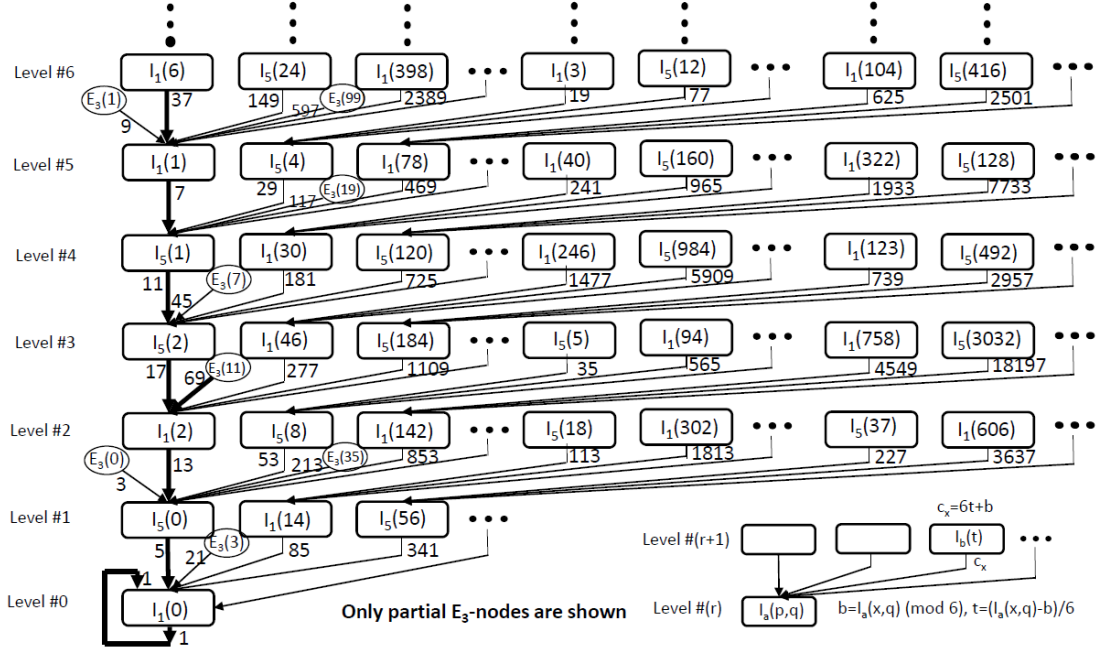 Level #6 I₁(6) I₅(24) I₁(398) I₁(3) I₅(12) I₁(104) I₅(416)
E₃(1) 37 149 597 E₃(99) 2389 19 77 625 2501
9
Level #5 I₁(1) I₅(4) I₁(78) I₁(40) I₅(160) I₁(322) I₅(128)
7 29 117 E₃(19) 469 241 965 1933 7733
Level #4 I₅(1) I₁(30) I₅(120) I₁(246) I₅(984) I₁(123) I₅(492)
11 45 E₃(7) 181 725 1477 5909 739 2957
Level #3 I₅(2) I₁(46) I₅(184) I₅(5) I₁(94) I₁(758) I₅(3032)
17 69 E₃(11) 277 1109 35 565 4549 18197
Level #2 I₁(2) I₅(8) I₁(142) I₅(18) I₁(302) I₅(37) I₁(606)
E₃(0) 13 53 213 E₃(35) 853 113 1813 227 3637
3
Level #1 I₅(0) I₁(14) I₅(56)
5 21 E₃(3) 85 341
1
Level #0 I₁(0)
1
Only partial E₃-nodes are shown
cₓ=6t+b
Level #(r+1) I_b(t)
cₓ
Level #(r) Iₐ(p,q) b=Iₐ(x,q) (mod 6), t=(Iₐ(x,q)-b)/6